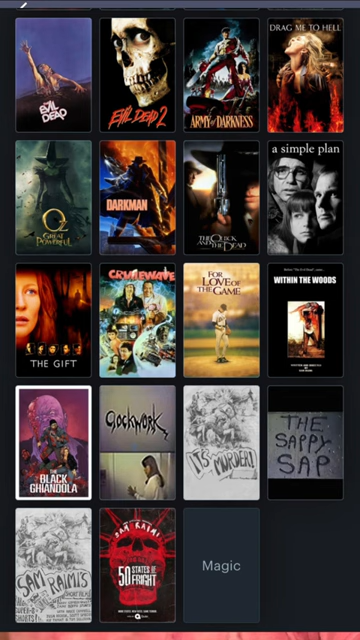 THE
EVIL
DEAD
EVIL DEAD 2
ARMY OF DARKNESS
DRAG ME TO HELL
OZ
GREAT
POWERFUL
DARKMAN
THE QUICK
AND THE DEAD
a simple plan
THE GIFT
CRIMEWAVE
FOR
LOVE OF
THE GAME
WITHIN THE WOODS
THE
BLACK
GHIANDOLA
CLOCKWORK
IT'S MURDER!
THE
SAPPY
SAP
SAM RAIMI'S
SAM RAIMI
50 STATES
OF
FRIGHT
Magic